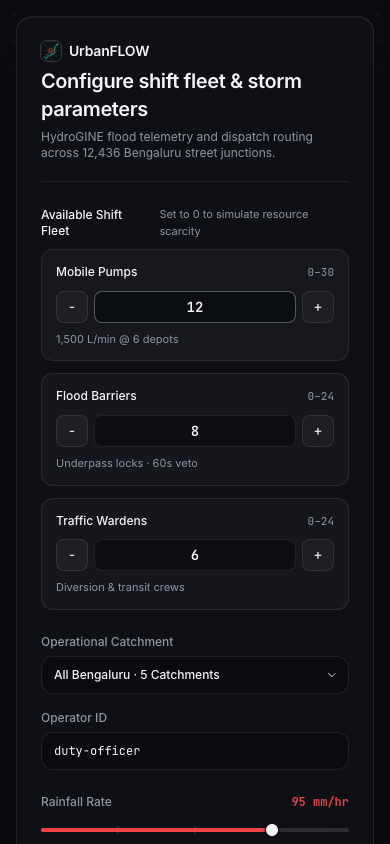 UrbanFLOW
Configure shift fleet & storm
parameters
HydroGINE flood telemetry and dispatch routing
across 12,436 Bengaluru street junctions.
Available Shift
Fleet
Set to 0 to simulate resource
scarcity
Mobile Pumps 0–30
- 12 +
1,500 L/min @ 6 depots
Flood Barriers 0–24
- 8 +
Underpass locks · 60s veto
Traffic Wardens 0–24
- 6 +
Diversion & transit crews
Operational Catchment
All Bengaluru · 5 Catchments
Operator ID
duty-officer
Rainfall Rate 95 mm/hr